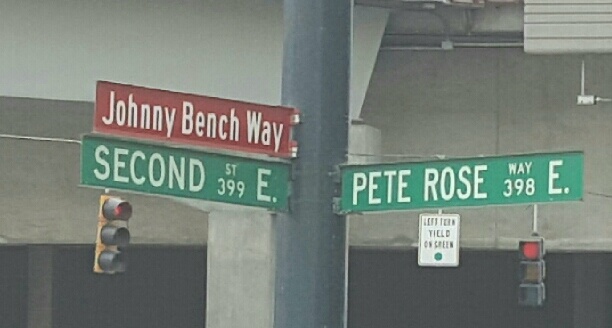 Johnny Bench Way
SECOND ST 399 E.
PETE ROSE WAY 398 E.
LEFT TURN
YIELD
ON GREEN